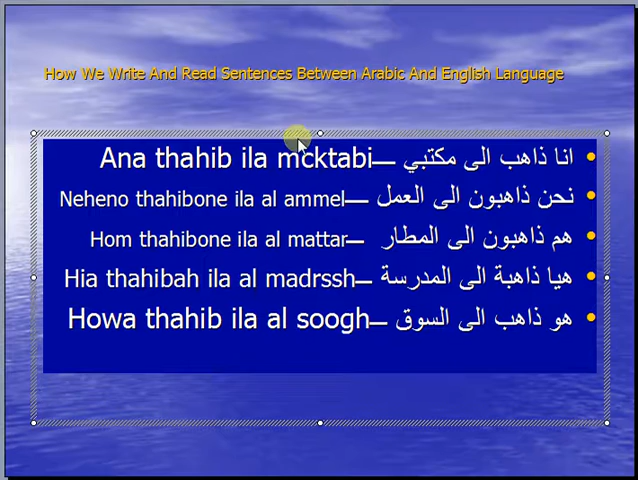 How We Write And Read Sentences Between Arabic And English Language
انا ذاهب الى مكتبي—Ana thahib ila mcktabi
نحن ذاهبون الى العمل—Neheno thahibone ila al ammel
هم ذاهبون الى المطار—Hom thahibone ila al mattar
هيا ذاهبة الى المدرسة—Hia thahibah ila al madrssh
هو ذاهب الى السوق—Howa thahib ila al soogh